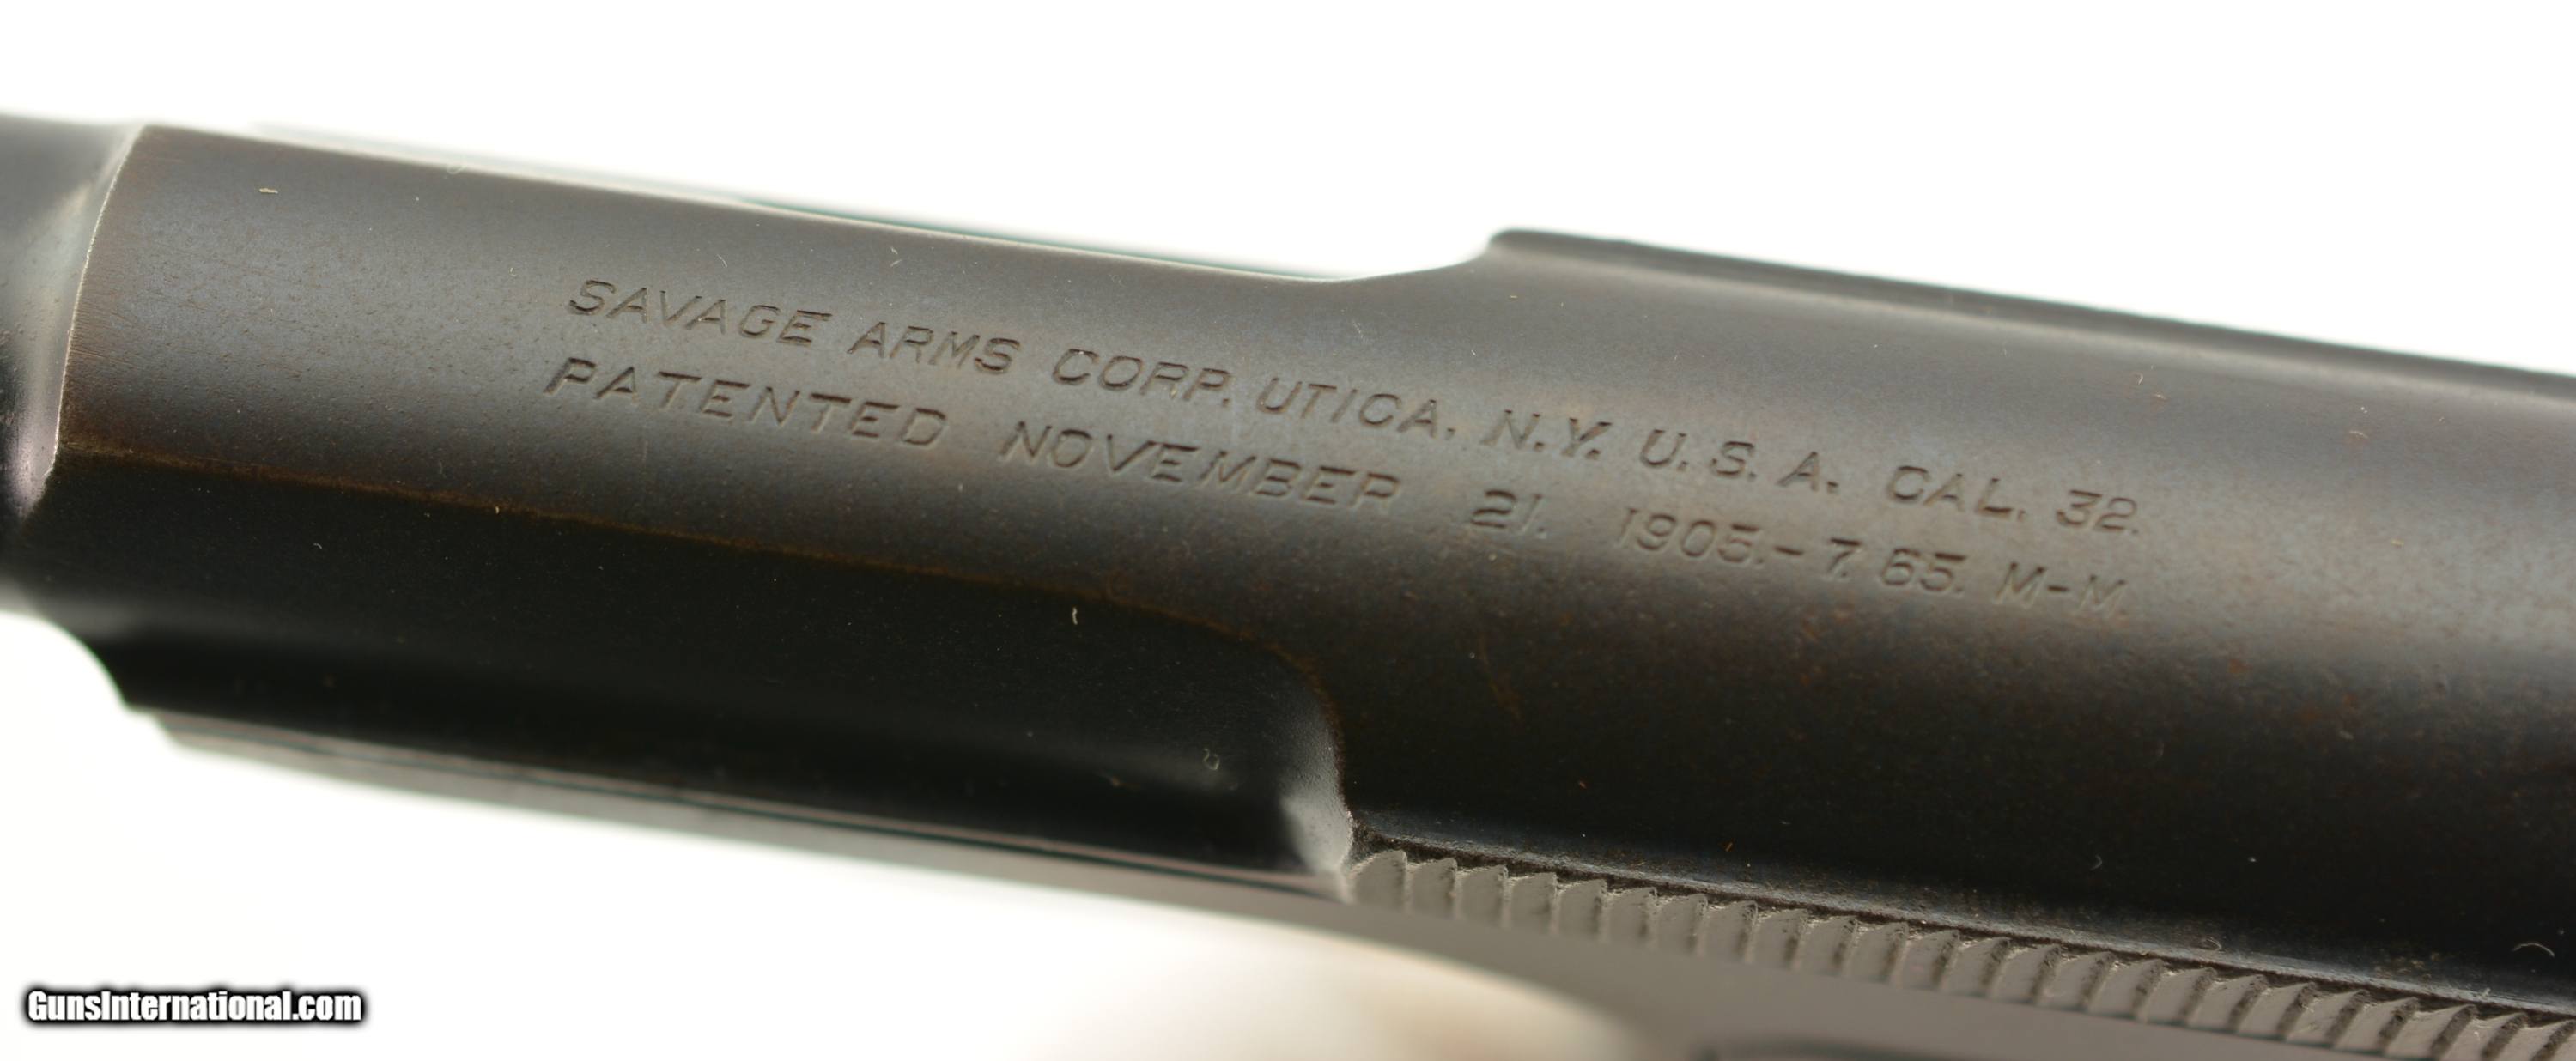 SAVAGE ARMS CORP. UTICA, N.Y. U.S.A. CAL. 32.
PATENTED NOVEMBER 21. 1905.-7.65. M-M.
GunsInternational.com